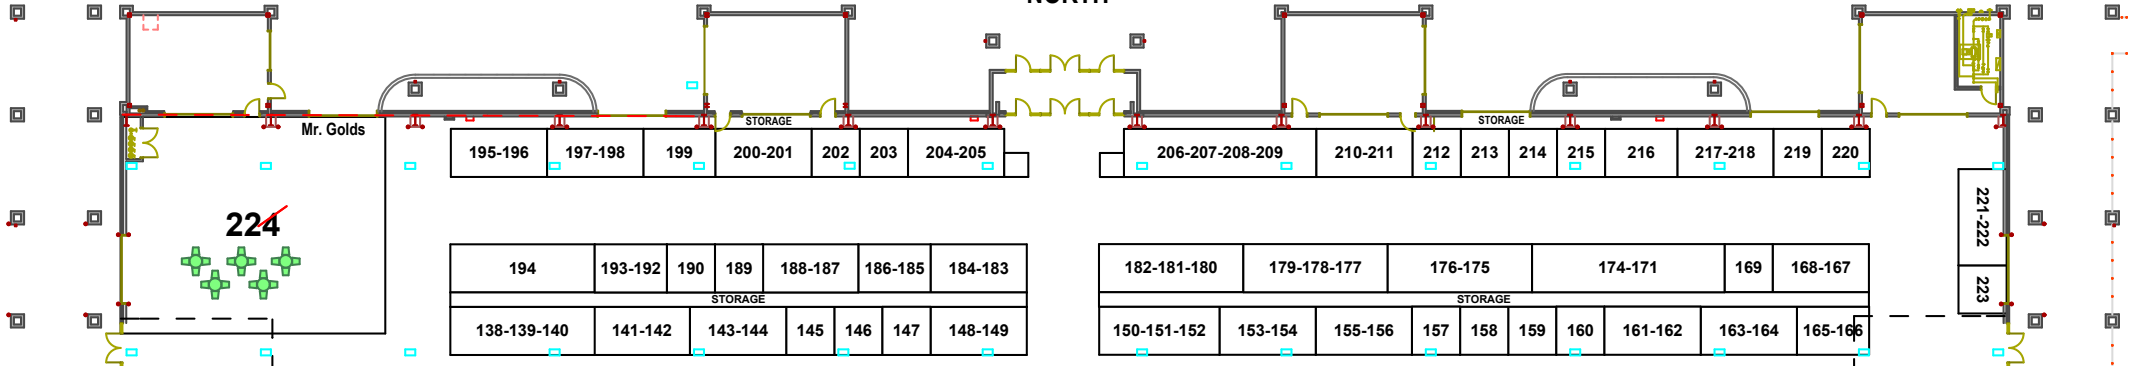 NORTH
STORAGE
STORAGE
Mr. Golds
195-196 197-198 199 200-201 202 203 204-205 206-207-208-209 210-211 212 213 214 215 216 217-218 219 220
221-222
224
194 193-192 190 189 188-187 186-185 184-183 182-181-180 179-178-177 176-175 174-171 169 168-167
223
STORAGE
STORAGE
138-139-140 141-142 143-144 145 146 147 148-149 150-151-152 153-154 155-156 157 158 159 160 161-162 163-164 165-166